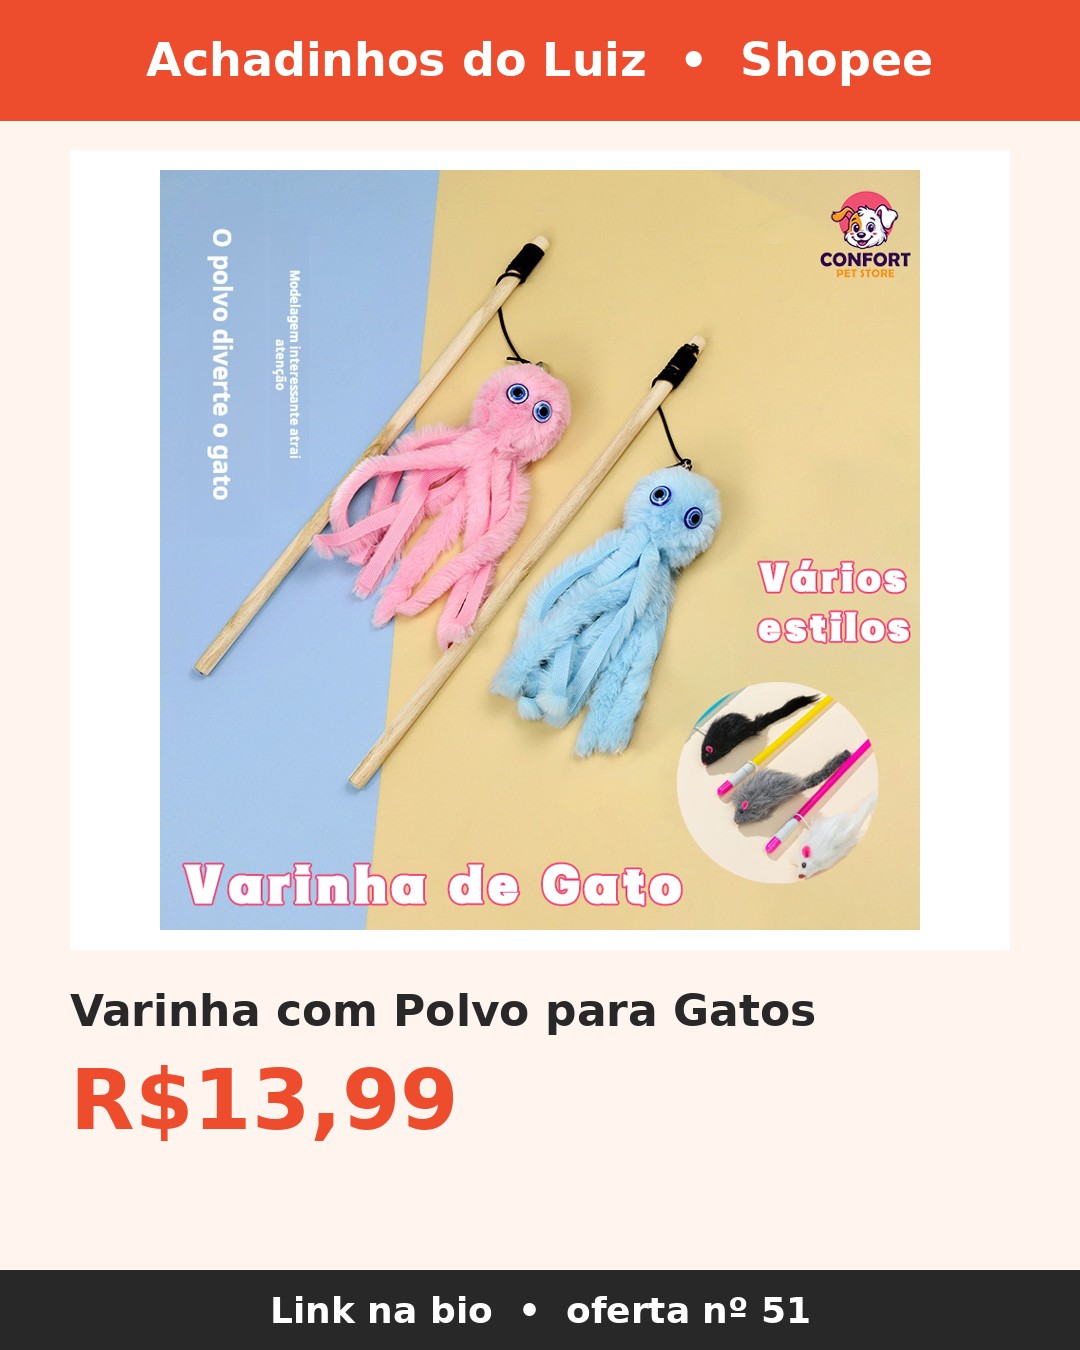 Achadinhos do Luiz • Shopee
O polvo diverte o gato
Modelagem interessante atrai
atenção
CONFORT
PET STORE
Vários
estilos
Varinha de Gato
Varinha com Polvo para Gatos
R$13,99
Link na bio • oferta nº 51